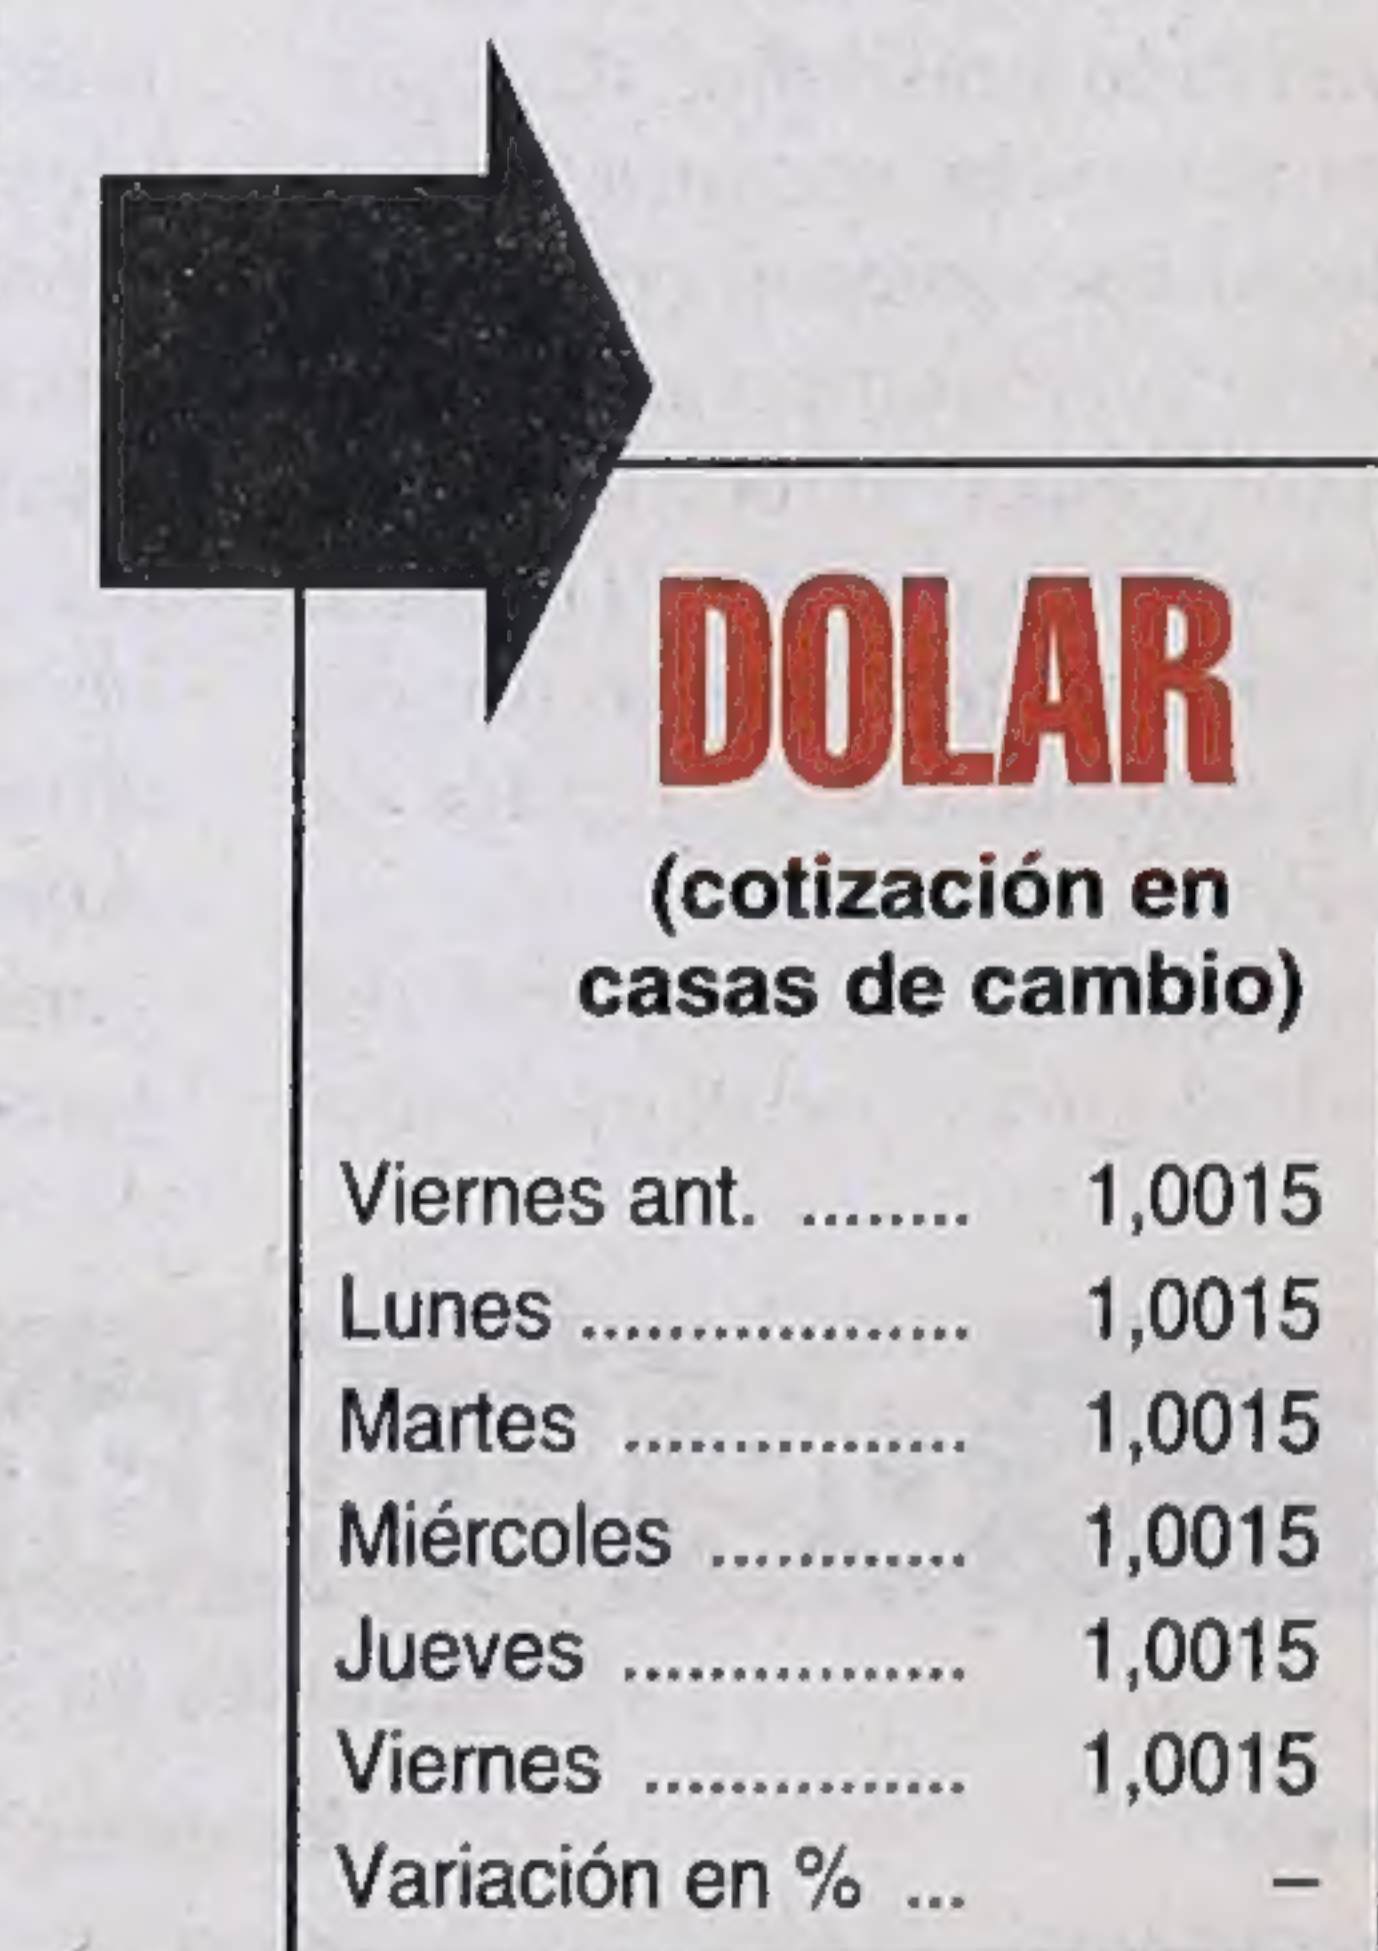 DOLAR
(cotización en
casas de cambio)
Viernes ant. ........ 1,0015
Lunes .................. 1,0015
Martes ................ 1,0015
Miércoles ............ 1,0015
Jueves ................ 1,0015
Viernes ............... 1,0015
Variación en % ... –